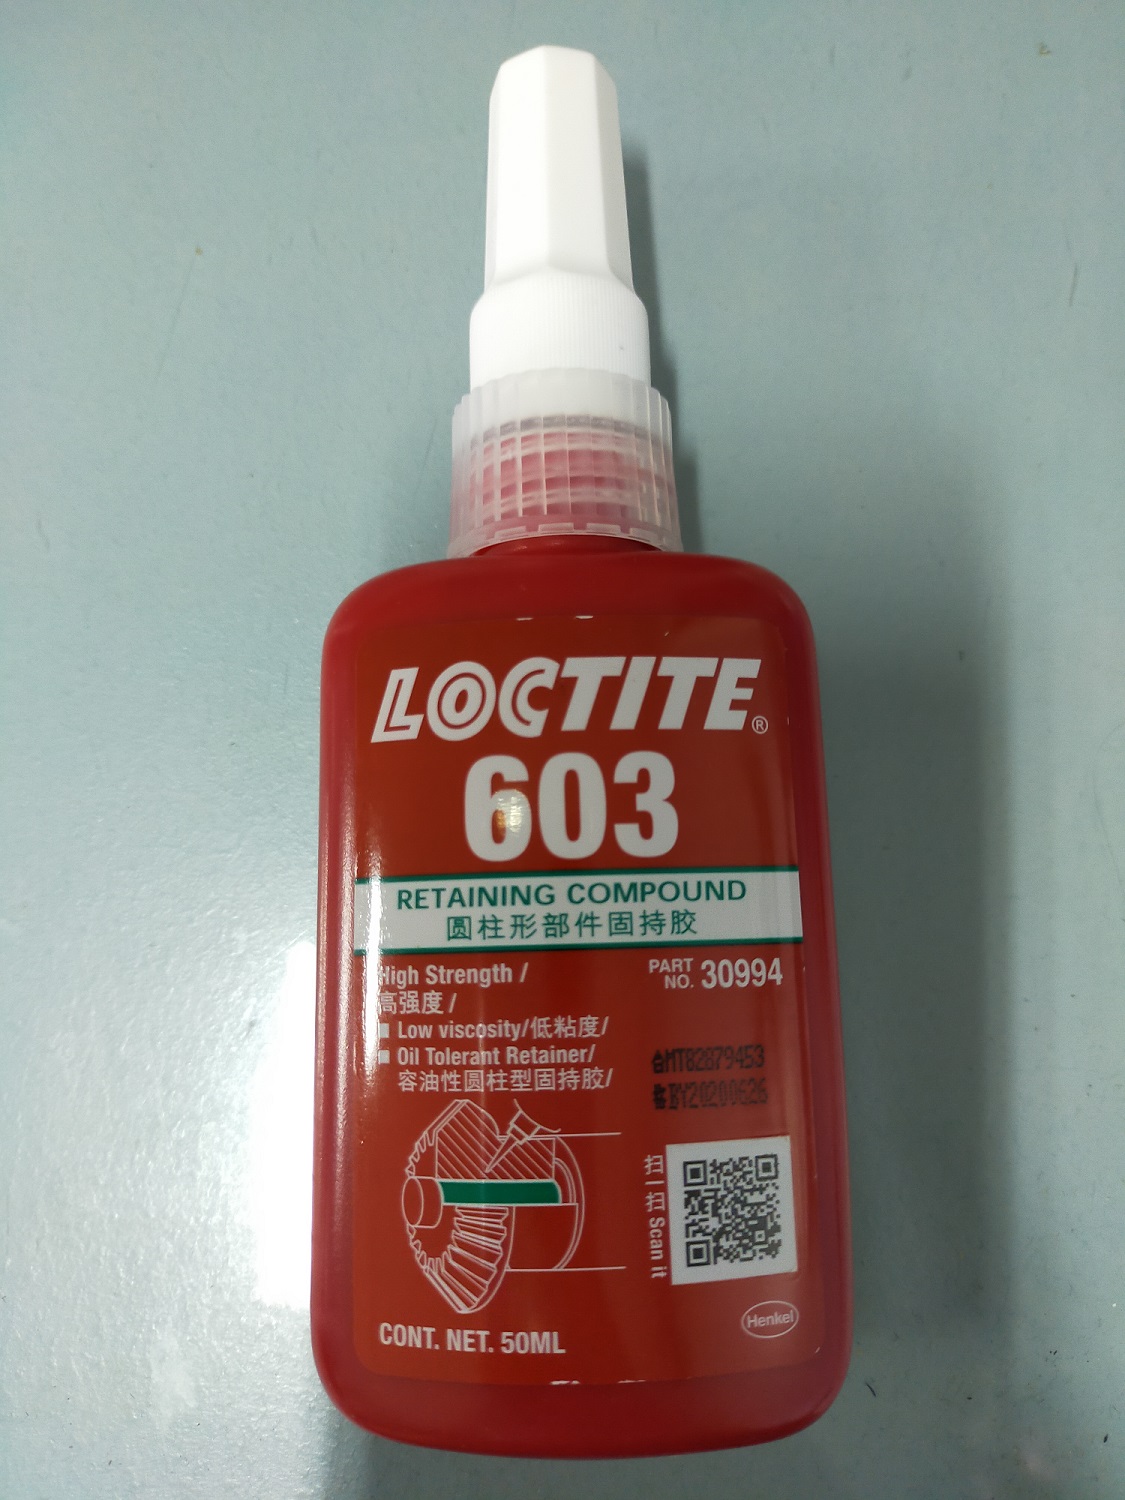 LOCTITE®
603
RETAINING COMPOUND
圆柱形部件固持胶
High Strength /
高强度 /
■ Low viscosity/低粘度/
■ Oil Tolerant Retainer/
容油性圆柱型固持胶/
PART
NO. 30994
扫一扫 Scan it
CONT. NET. 50ML
Henkel